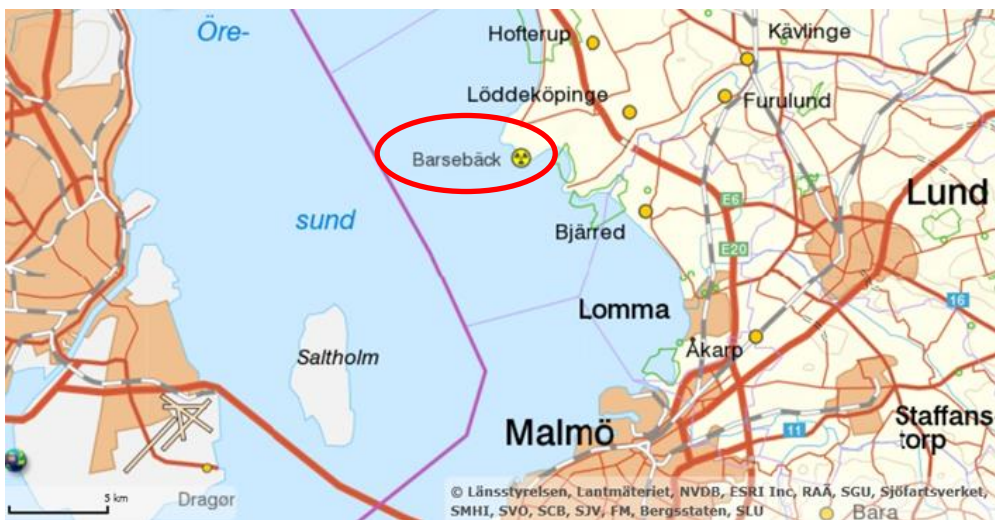 Öre-
sund
Hofterup
Kävlinge
Löddeköpinge
Furulund
Barsebäck
Lund
E6
Bjärred
E20
Lomma
16
Saltholm
Åkarp
Malmö
Staffans
torp
11
5 km
Dragør
© Länsstyrelsen, Lantmäteriet, NVDB, ESRI Inc, RAÄ, SGU, Sjöfartsverket,
SMHI, SVO, SCB, SJV, FM, Bergsstaten, SLU
Bara